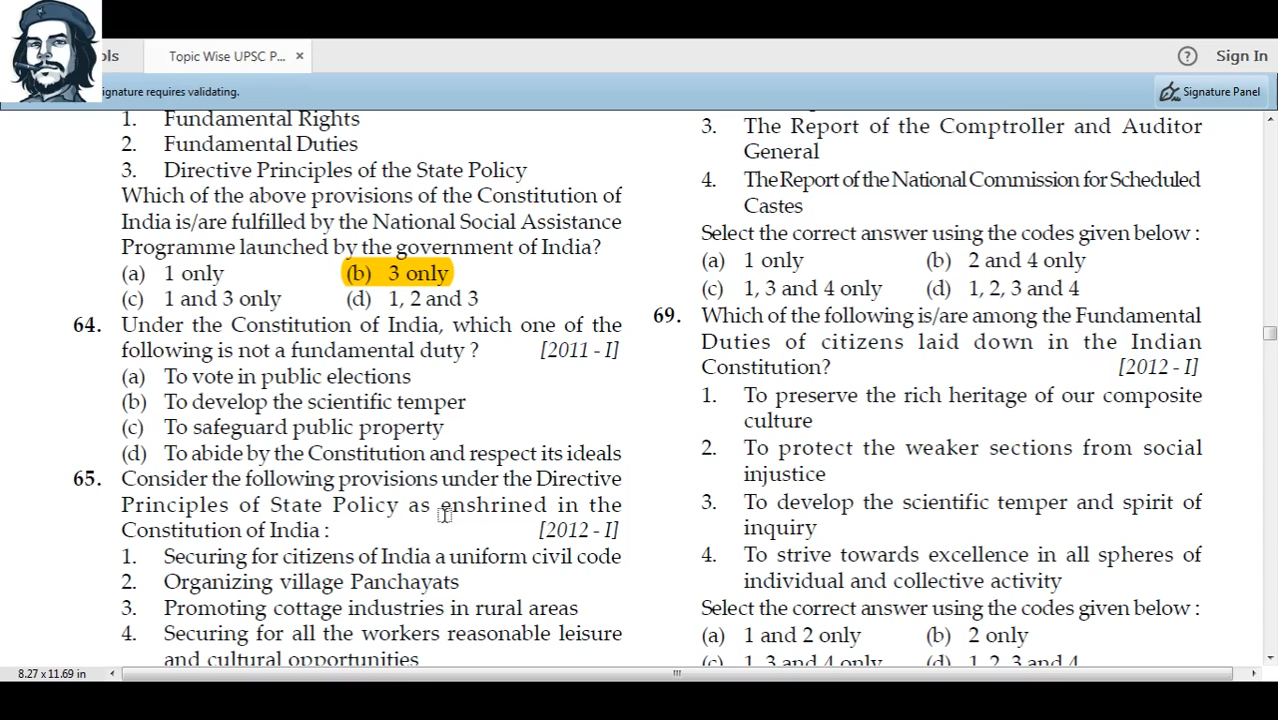 ols
Topic Wise UPSC P... ×
? Sign In
ignature requires validating.
Signature Panel
1. Fundamental Rights
2. Fundamental Duties
3. Directive Principles of the State Policy
Which of the above provisions of the Constitution of
India is/are fulfilled by the National Social Assistance
Programme launched by the government of India?
(a) 1 only (b) 3 only
(c) 1 and 3 only (d) 1, 2 and 3
64. Under the Constitution of India, which one of the
following is not a fundamental duty ? [2011 - I]
(a) To vote in public elections
(b) To develop the scientific temper
(c) To safeguard public property
(d) To abide by the Constitution and respect its ideals
65. Consider the following provisions under the Directive
Principles of State Policy as enshrined in the
Constitution of India : [2012 - I]
1. Securing for citizens of India a uniform civil code
2. Organizing village Panchayats
3. Promoting cottage industries in rural areas
4. Securing for all the workers reasonable leisure
and cultural opportunities
3. The Report of the Comptroller and Auditor
General
4. The Report of the National Commission for Scheduled
Castes
Select the correct answer using the codes given below :
(a) 1 only (b) 2 and 4 only
(c) 1, 3 and 4 only (d) 1, 2, 3 and 4
69. Which of the following is/are among the Fundamental
Duties of citizens laid down in the Indian
Constitution? [2012 - I]
1. To preserve the rich heritage of our composite
culture
2. To protect the weaker sections from social
injustice
3. To develop the scientific temper and spirit of
inquiry
4. To strive towards excellence in all spheres of
individual and collective activity
Select the correct answer using the codes given below :
(a) 1 and 2 only (b) 2 only
(c) 1, 3 and 4 only (d) 1, 2, 3 and 4
8.27 x 11.69 in